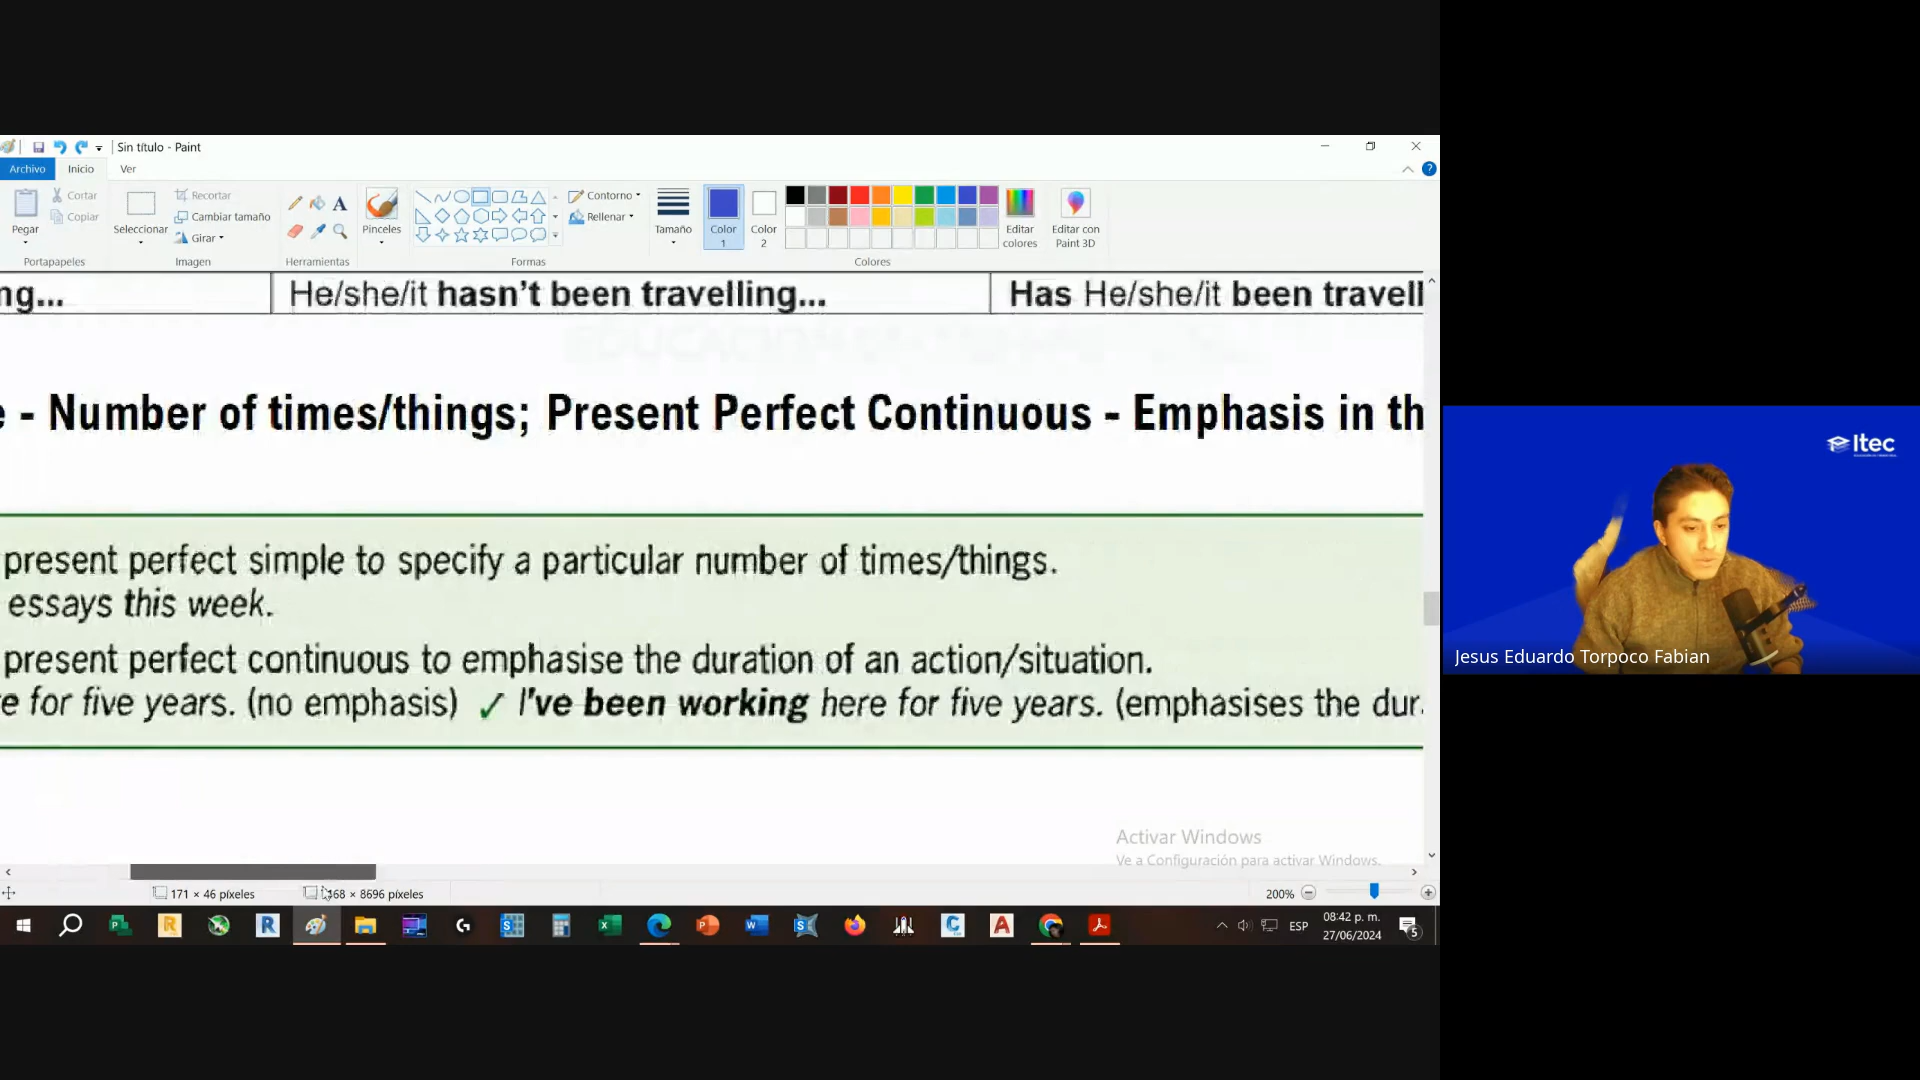 Sin título - Paint
Archivo Inicio Ver
Pegar
Cortar
Copiar
Portapapeles
Seleccionar
Recortar
Cambiar tamaño
Girar
Imagen
A
Herramientas
Pinceles
Contorno
Rellenar
Formas
Tamaño
Color 1
Color 2
Editar colores
Editar con Paint 3D
Colores
ng... He/she/it hasn't been travelling... Has He/she/it been travell
e - Number of times/things; Present Perfect Continuous - Emphasis in th
present perfect simple to specify a particular number of times/things.
essays this week.
present perfect continuous to emphasise the duration of an action/situation.
e for five years. (no emphasis) ✓ I've been working here for five years. (emphasises the dur
Activar Windows
Ve a Configuración para activar Windows.
171 × 46 píxeles 68 × 8696 píxeles 200%
ESP 08:42 p. m.
27/06/2024 5
Itec
Jesus Eduardo Torpoco Fabian